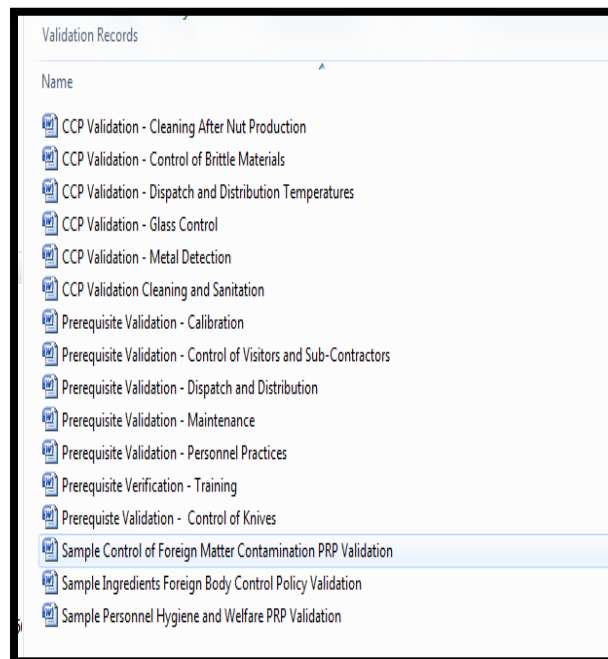 Validation Records
Name
CCP Validation - Cleaning After Nut Production
CCP Validation - Control of Brittle Materials
CCP Validation - Dispatch and Distribution Temperatures
CCP Validation - Glass Control
CCP Validation - Metal Detection
CCP Validation Cleaning and Sanitation
Prerequisite Validation - Calibration
Prerequisite Validation - Control of Visitors and Sub-Contractors
Prerequisite Validation - Dispatch and Distribution
Prerequisite Validation - Maintenance
Prerequisite Validation - Personnel Practices
Prerequisite Verification - Training
Prerequiste Validation - Control of Knives
Sample Control of Foreign Matter Contamination PRP Validation
Sample Ingredients Foreign Body Control Policy Validation
Sample Personnel Hygiene and Welfare PRP Validation